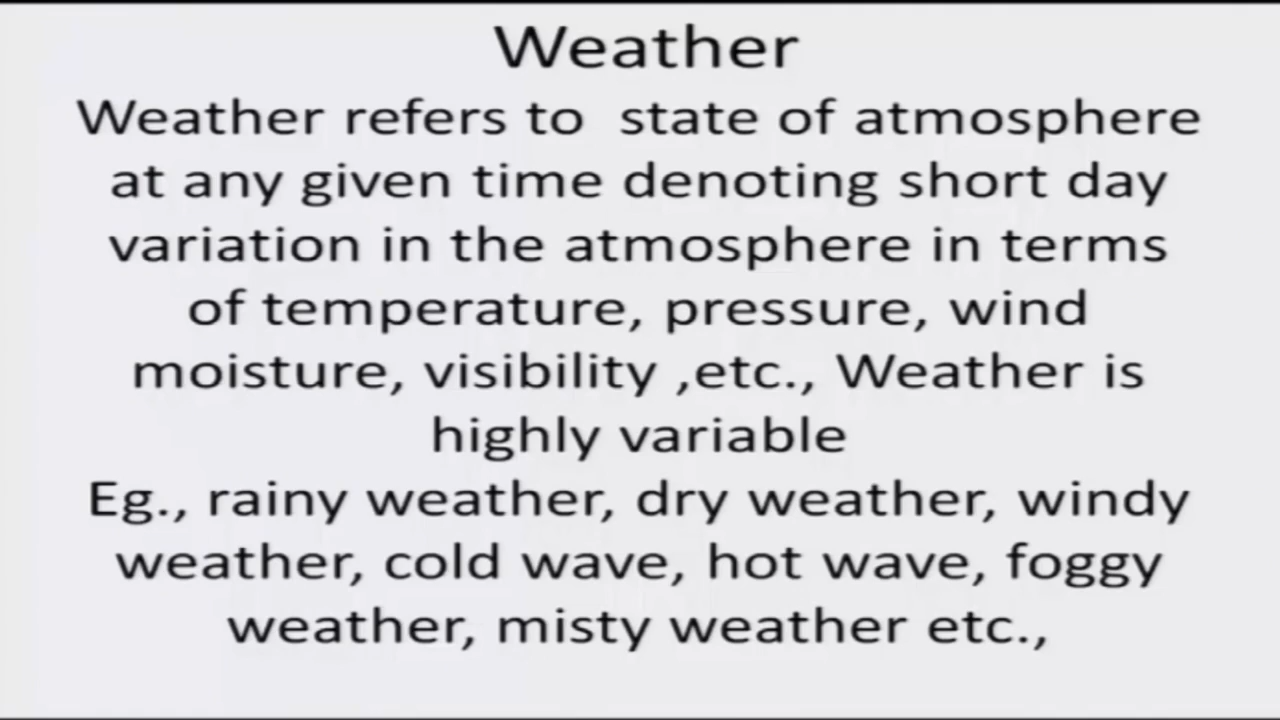 Weather
Weather refers to  state of atmosphere
at any given time denoting short day
variation in the atmosphere in terms
of temperature, pressure, wind
moisture, visibility ,etc., Weather is
highly variable
Eg., rainy weather, dry weather, windy
weather, cold wave, hot wave, foggy
weather, misty weather etc.,